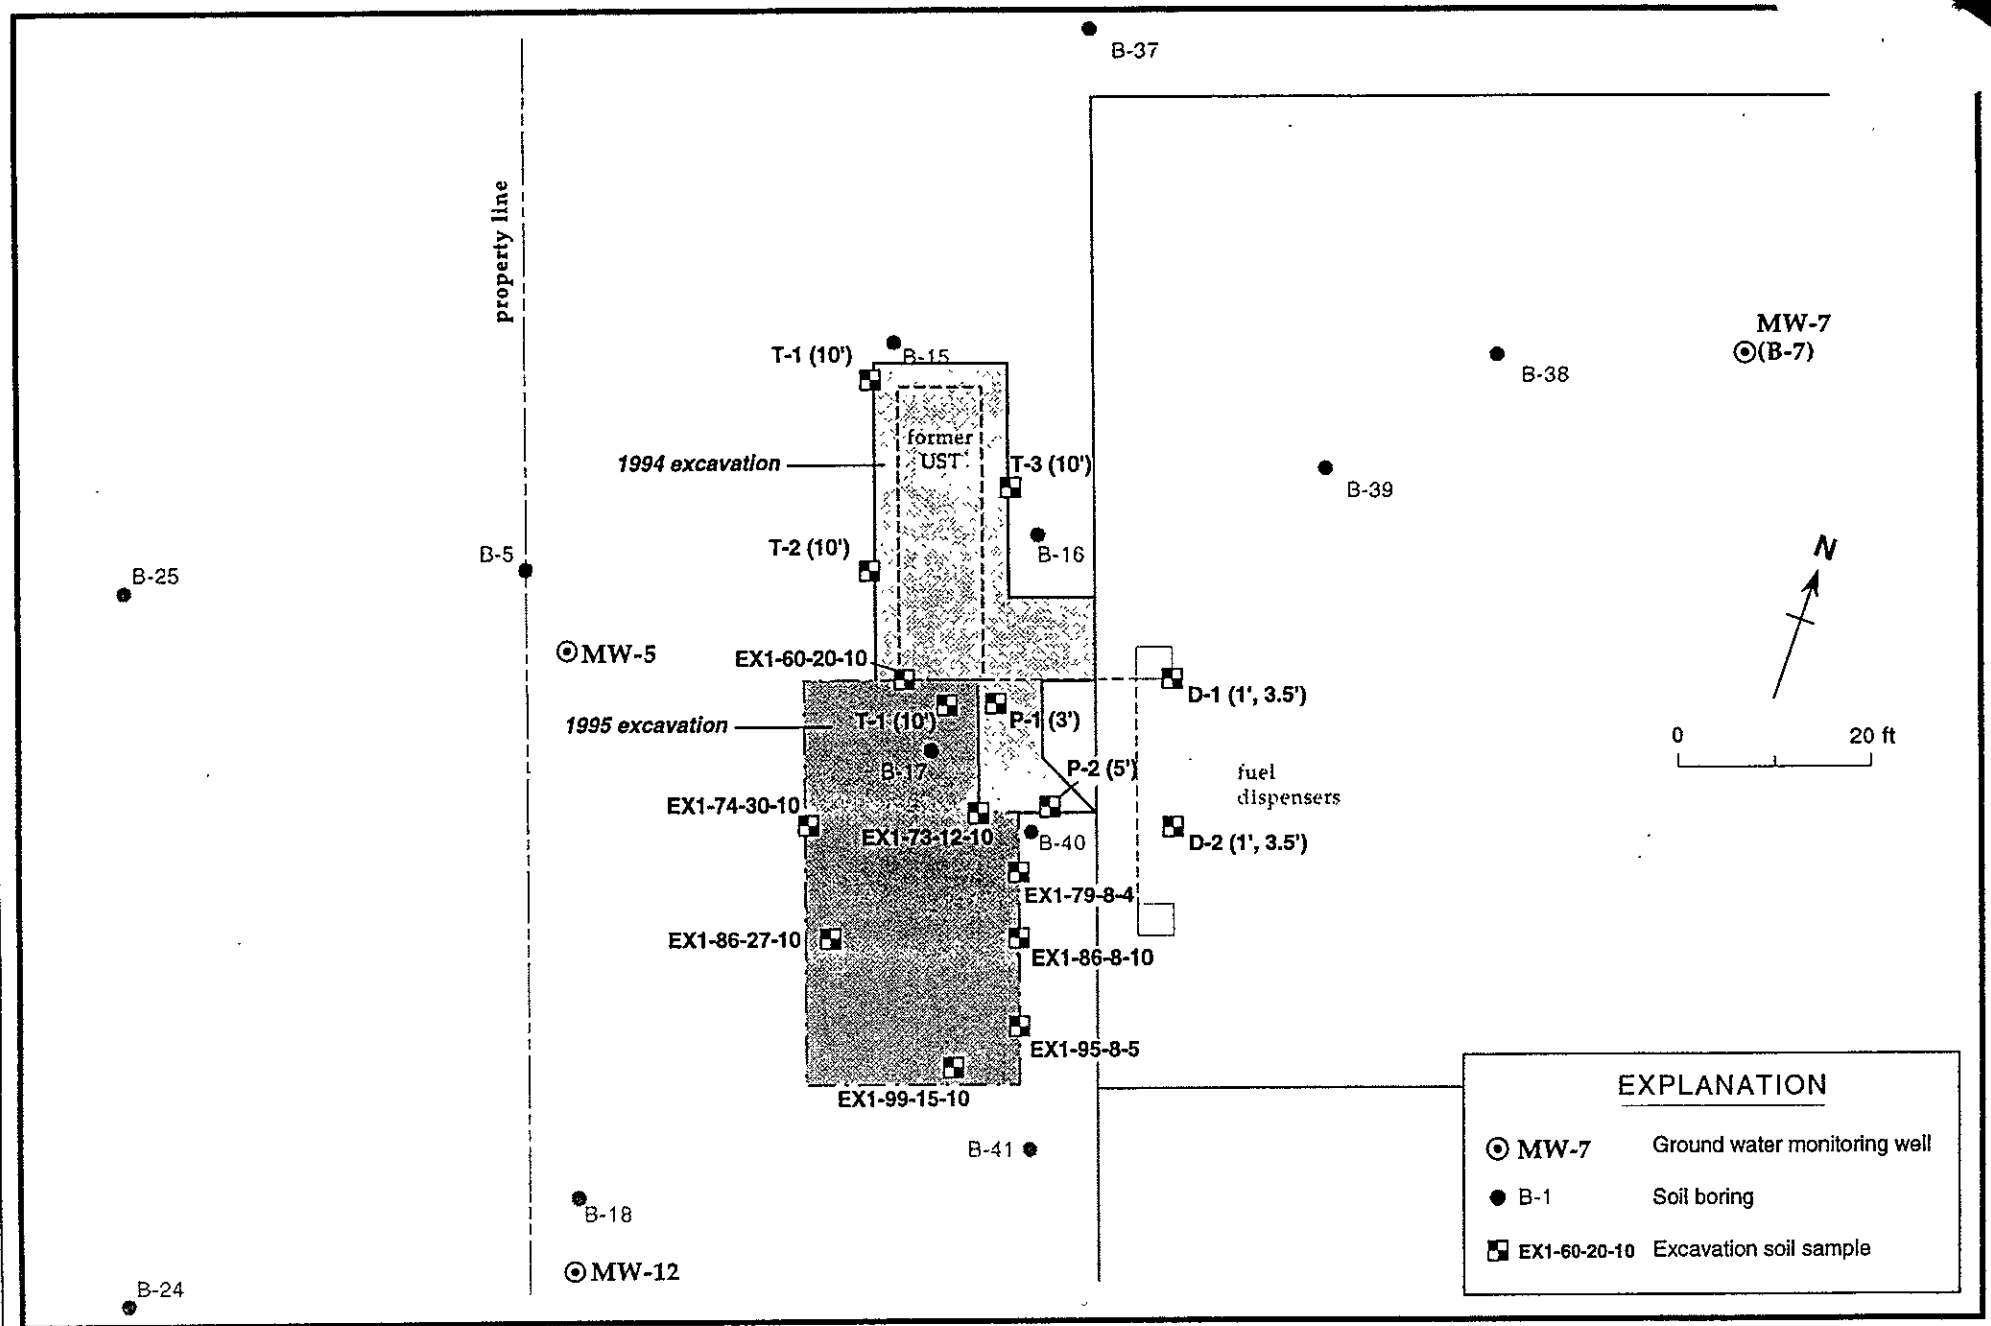 B-37
property line
MW-7
(B-7)
T-1 (10')
B-15
B-38
former
UST
1994 excavation
T-3 (10')
B-39
T-2 (10')
B-16
N
B-5
B-25
MW-5
EX1-60-20-10
D-1 (1', 3.5')
1995 excavation
T-1 (10')
P-1 (3')
0
20 ft
B-17
P-2 (5')
fuel
dispensers
EX1-74-30-10
EX1-73-12-10
B-40
D-2 (1', 3.5')
EX1-79-8-4
EX1-86-27-10
EX1-86-8-10
EX1-95-8-5
EX1-99-15-10
B-41
B-18
MW-12
B-24
EXPLANATION
MW-7 Ground water monitoring well
B-1 Soil boring
EX1-60-20-10 Excavation soil sample